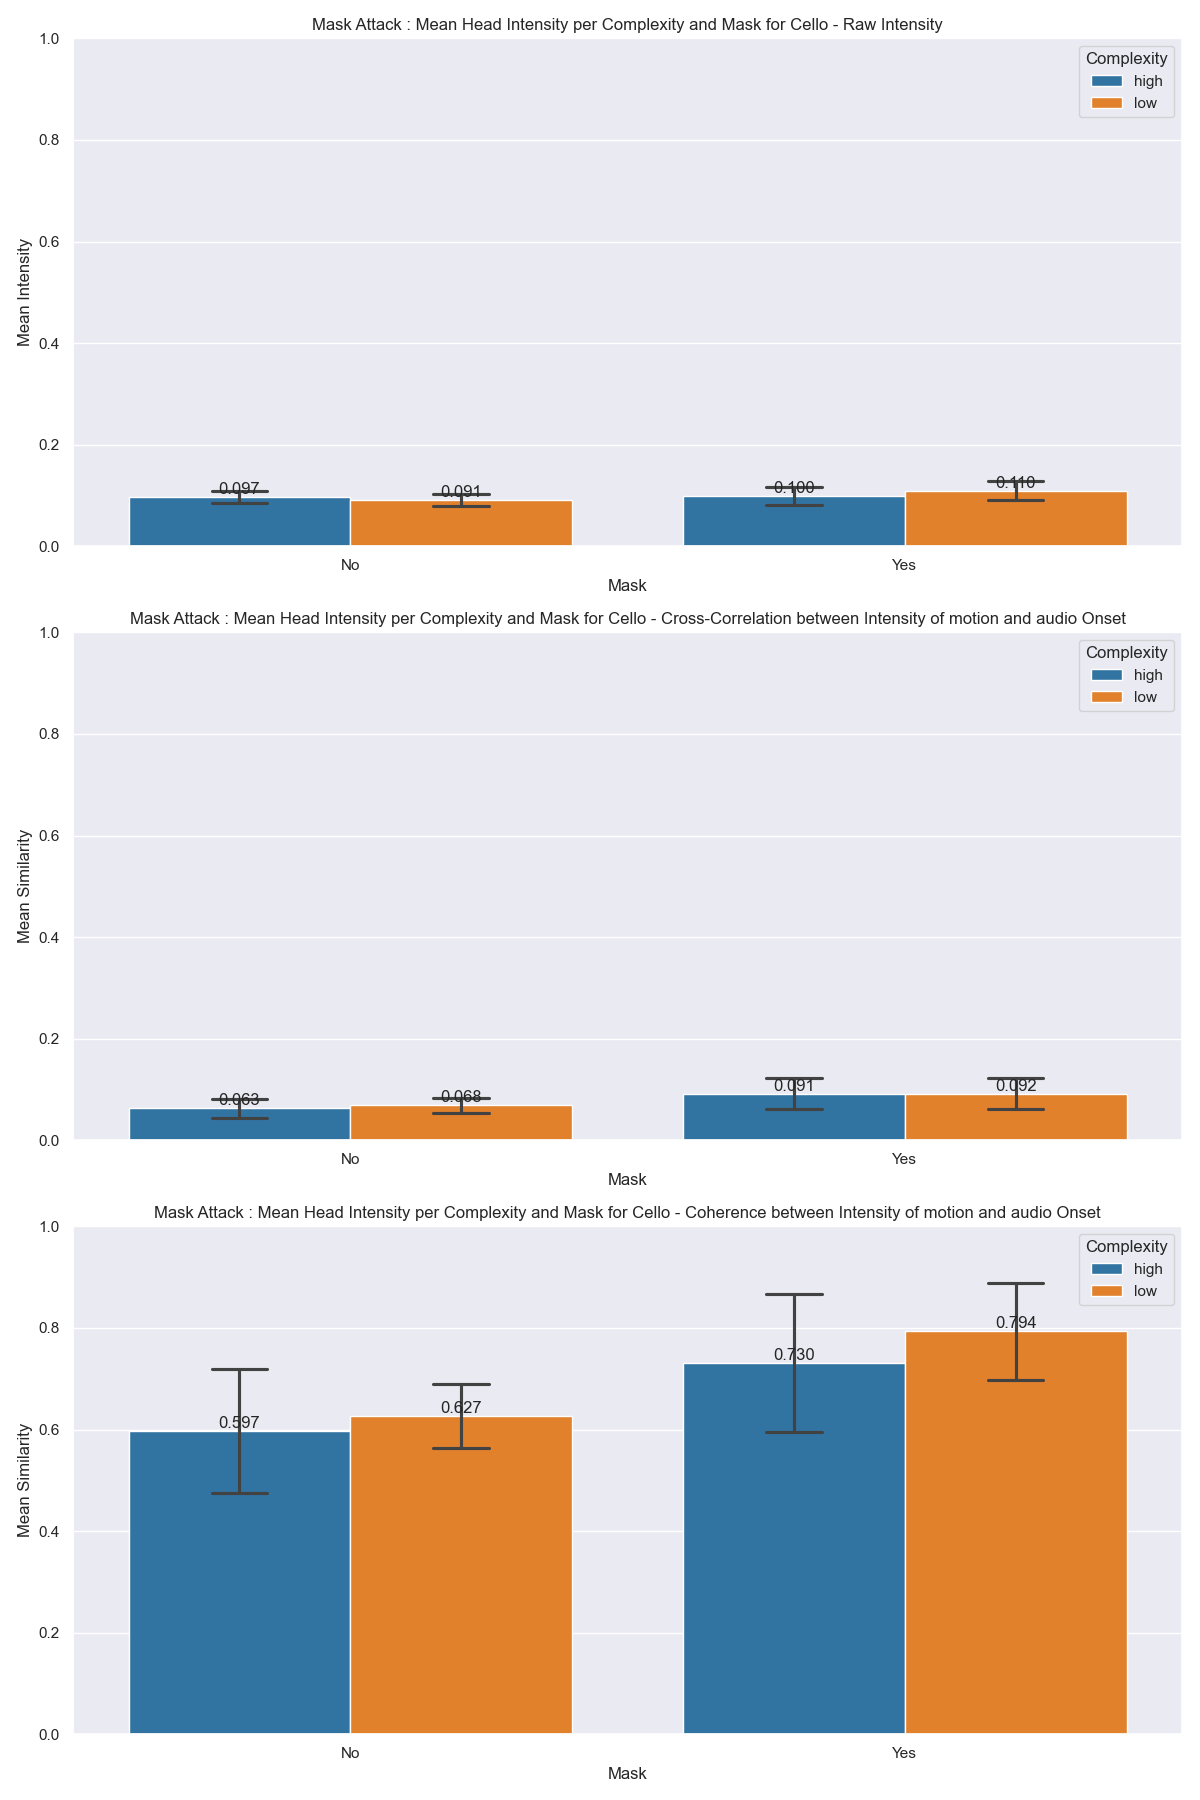 Mask Attack : Mean Head Intensity per Complexity and Mask for Cello - Raw Intensity
1.0
Complexity
high
low
0.8
0.6
Mean Intensity
0.4
0.2
0.097
0.091
0.100
0.110
0.0
No
Yes
Mask
Mask Attack : Mean Head Intensity per Complexity and Mask for Cello - Cross-Correlation between Intensity of motion and audio Onset
1.0
Complexity
high
low
0.8
0.6
Mean Similarity
0.4
0.2
0.063
0.068
0.091
0.092
0.0
No
Yes
Mask
Mask Attack : Mean Head Intensity per Complexity and Mask for Cello - Coherence between Intensity of motion and audio Onset
1.0
Complexity
high
low
0.8
0.794
0.730
0.627
0.6
0.597
Mean Similarity
0.4
0.2
0.0
No
Yes
Mask